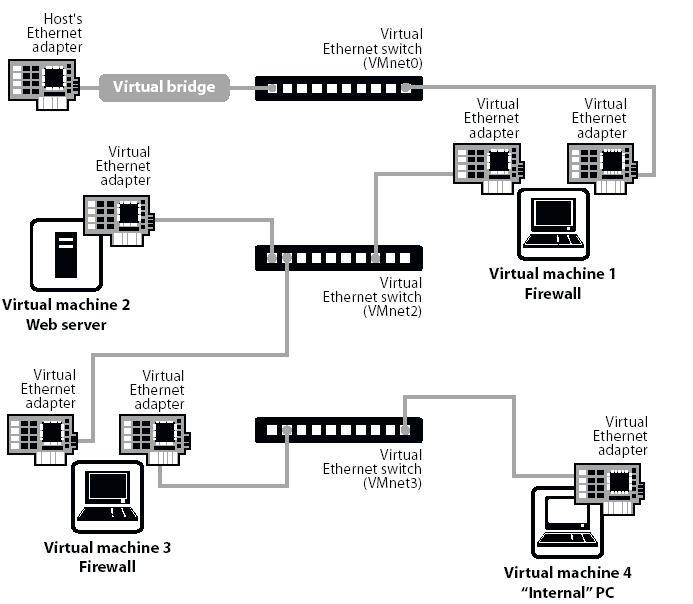 Host's
Ethernet
adapter
Virtual bridge
Virtual
Ethernet switch
(VMnet0)
Virtual
Ethernet
adapter
Virtual
Ethernet
adapter
Virtual machine 1
Firewall
Virtual
Ethernet
adapter
Virtual machine 2
Web server
Virtual
Ethernet switch
(VMnet2)
Virtual
Ethernet
adapter
Virtual
Ethernet
adapter
Virtual machine 3
Firewall
Virtual
Ethernet switch
(VMnet3)
Virtual
Ethernet
adapter
Virtual machine 4
“Internal” PC